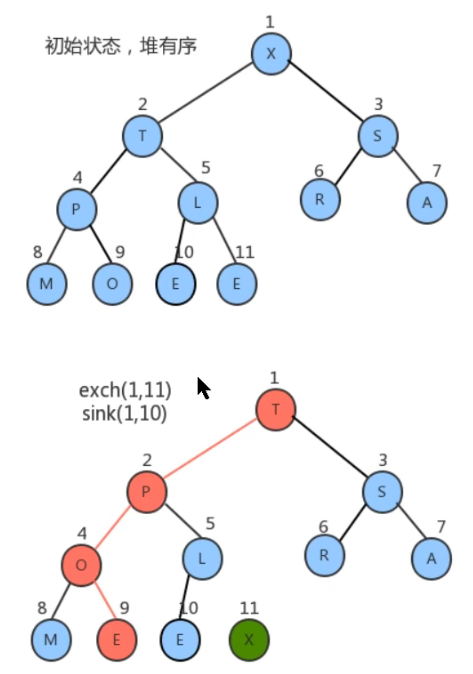 1
初始状态，堆有序
X
2
3
T
S
4
5
6
7
P
L
R
A
8
9
10
11
M
O
E
E
exch(1,11)
sink(1,10)
1
T
2
3
P
S
4
5
6
7
O
L
R
A
8
9
10
11
M
E
E
X